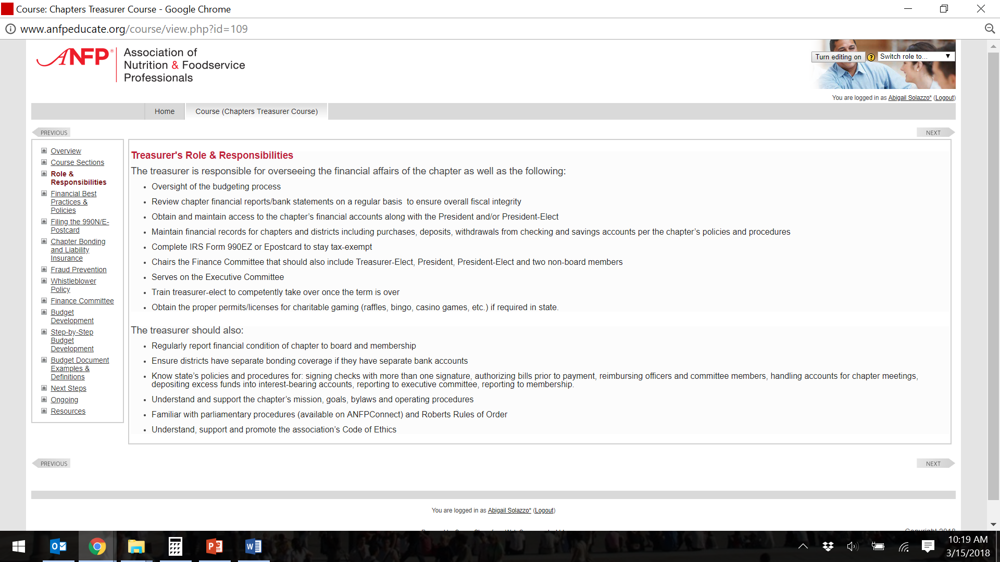 Course: Chapters Treasurer Course - Google Chrome
www.anfpeducate.org/course/view.php?id=109
ANFP®
Association of
Nutrition & Foodservice
Professionals
Turn editing on
?
Switch role to...
You are logged in as Abigail Solazzo* (Logout)
Home
Course (Chapters Treasurer Course)
PREVIOUS
NEXT
Overview
Course Sections
Role &
Responsibilities
Financial Best
Practices &
Policies
Filing the 990N/E-
Postcard
Chapter Bonding
and Liability
Insurance
Fraud Prevention
Whistleblower
Policy
Finance Committee
Budget
Development
Step-by-Step
Budget
Development
Budget Document
Examples &
Definitions
Next Steps
Ongoing
Resources
Treasurer's Role & Responsibilities
The treasurer is responsible for overseeing the financial affairs of the chapter as well as the following:
• Oversight of the budgeting process
• Review chapter financial reports/bank statements on a regular basis  to ensure overall fiscal integrity
• Obtain and maintain access to the chapter’s financial accounts along with the President and/or President-Elect
• Maintain financial records for chapters and districts including purchases, deposits, withdrawals from checking and savings accounts per the chapter’s policies and procedures
• Complete IRS Form 990EZ or Epostcard to stay tax-exempt
• Chairs the Finance Committee that should also include Treasurer-Elect, President, President-Elect and two non-board members
• Serves on the Executive Committee
• Train treasurer-elect to competently take over once the term is over
• Obtain the proper permits/licenses for charitable gaming (raffles, bingo, casino games, etc.) if required in state.
The treasurer should also:
• Regularly report financial condition of chapter to board and membership
• Ensure districts have separate bonding coverage if they have separate bank accounts
• Know state’s policies and procedures for: signing checks with more than one signature, authorizing bills prior to payment, reimbursing officers and committee members, handling accounts for chapter meetings,
depositing excess funds into interest-bearing accounts, reporting to executive committee, reporting to membership.
• Understand and support the chapter’s mission, goals, bylaws and operating procedures
• Familiar with parliamentary procedures (available on ANFPConnect) and Roberts Rules of Order
• Understand, support and promote the association’s Code of Ethics
PREVIOUS
NEXT
You are logged in as Abigail Solazzo* (Logout)
Copyright 2018
10:19 AM
3/15/2018